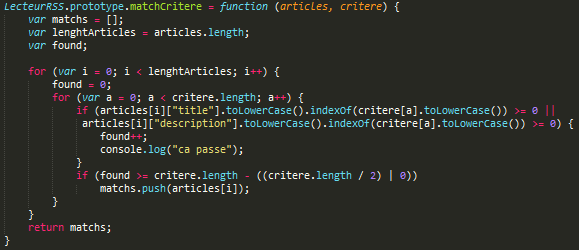 LecteurRSS.prototype.matchCritere = function (articles, critere) {
    var matchs = [];
    var lenghtArticles = articles.length;
    var found;

    for (var i = 0; i < lenghtArticles; i++) {
        found = 0;
        for (var a = 0; a < critere.length; a++) {
            if (articles[i]["title"].toLowerCase().indexOf(critere[a].toLowerCase()) >= 0 ||
             articles[i]["description"].toLowerCase().indexOf(critere[a].toLowerCase()) >= 0) {
                found++;
                console.log("ca passe");
            }
            if (found >= critere.length - ((critere.length / 2) | 0))
                matchs.push(articles[i]);
        }
    }
    return matchs;
}